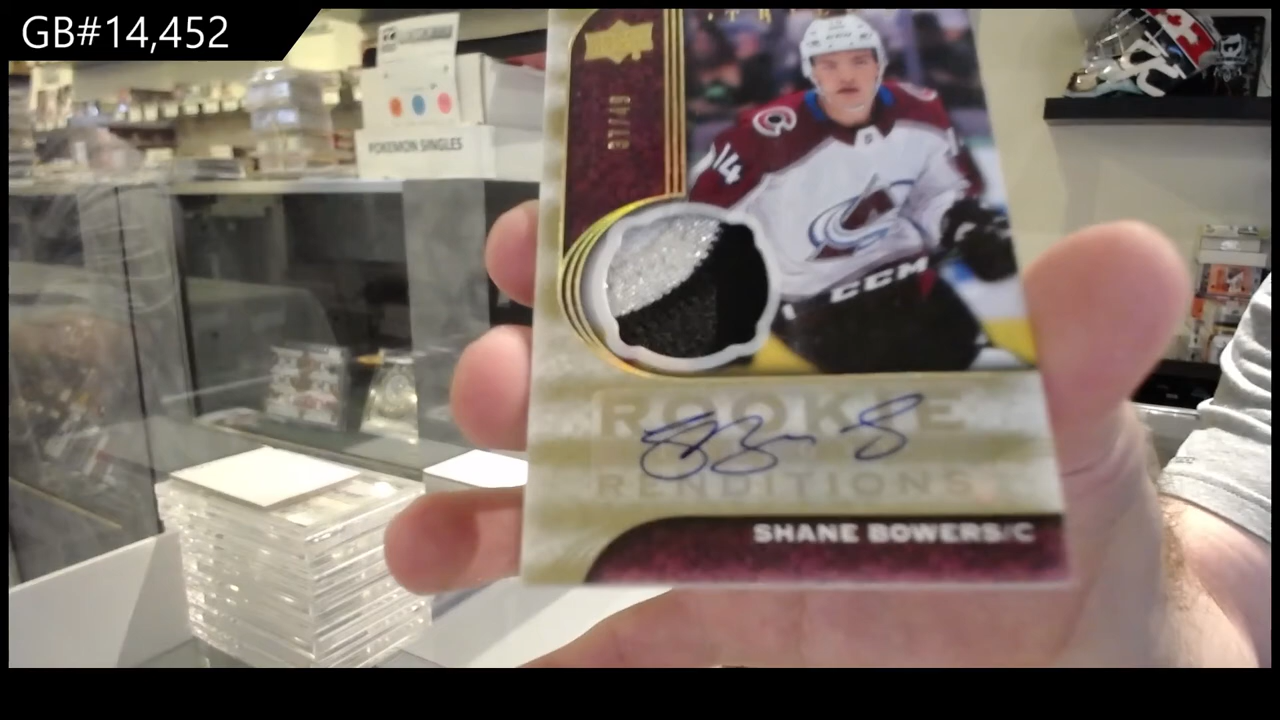 GB#14,452
POKEMON SINGLES
14
CCM
ROOKIE
RENDITIONS
SHANE BOWERS/C